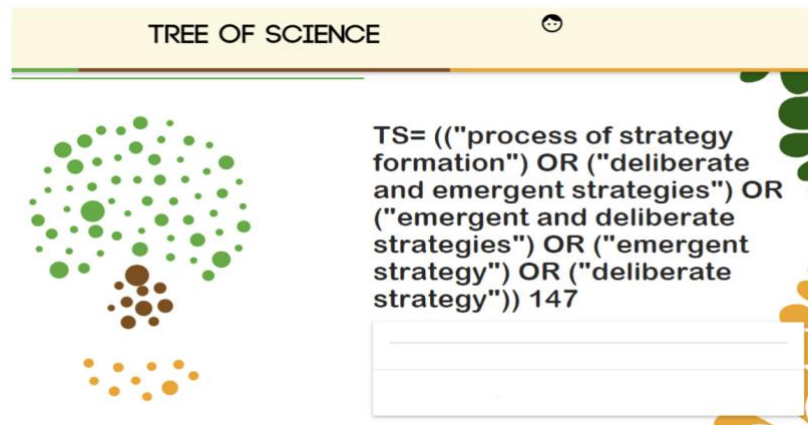 TREE OF SCIENCE
TS= (("process of strategy
formation") OR ("deliberate
and emergent strategies") OR
("emergent and deliberate
strategies") OR ("emergent
strategy") OR ("deliberate
strategy")) 147